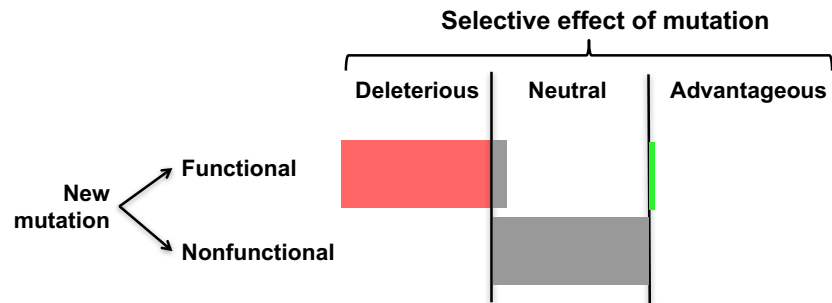 Selective effect of mutation
Deleterious Neutral Advantageous
Functional
New
mutation
Nonfunctional